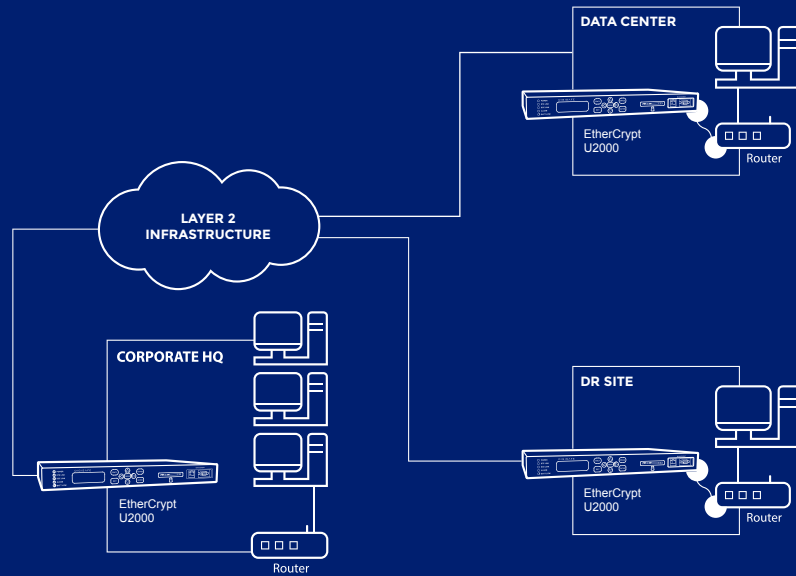 DATA CENTER
EtherCrypt
U2000
Router
LAYER 2
INFRASTRUCTURE
CORPORATE HQ
EtherCrypt
U2000
Router
DR SITE
EtherCrypt
U2000
Router